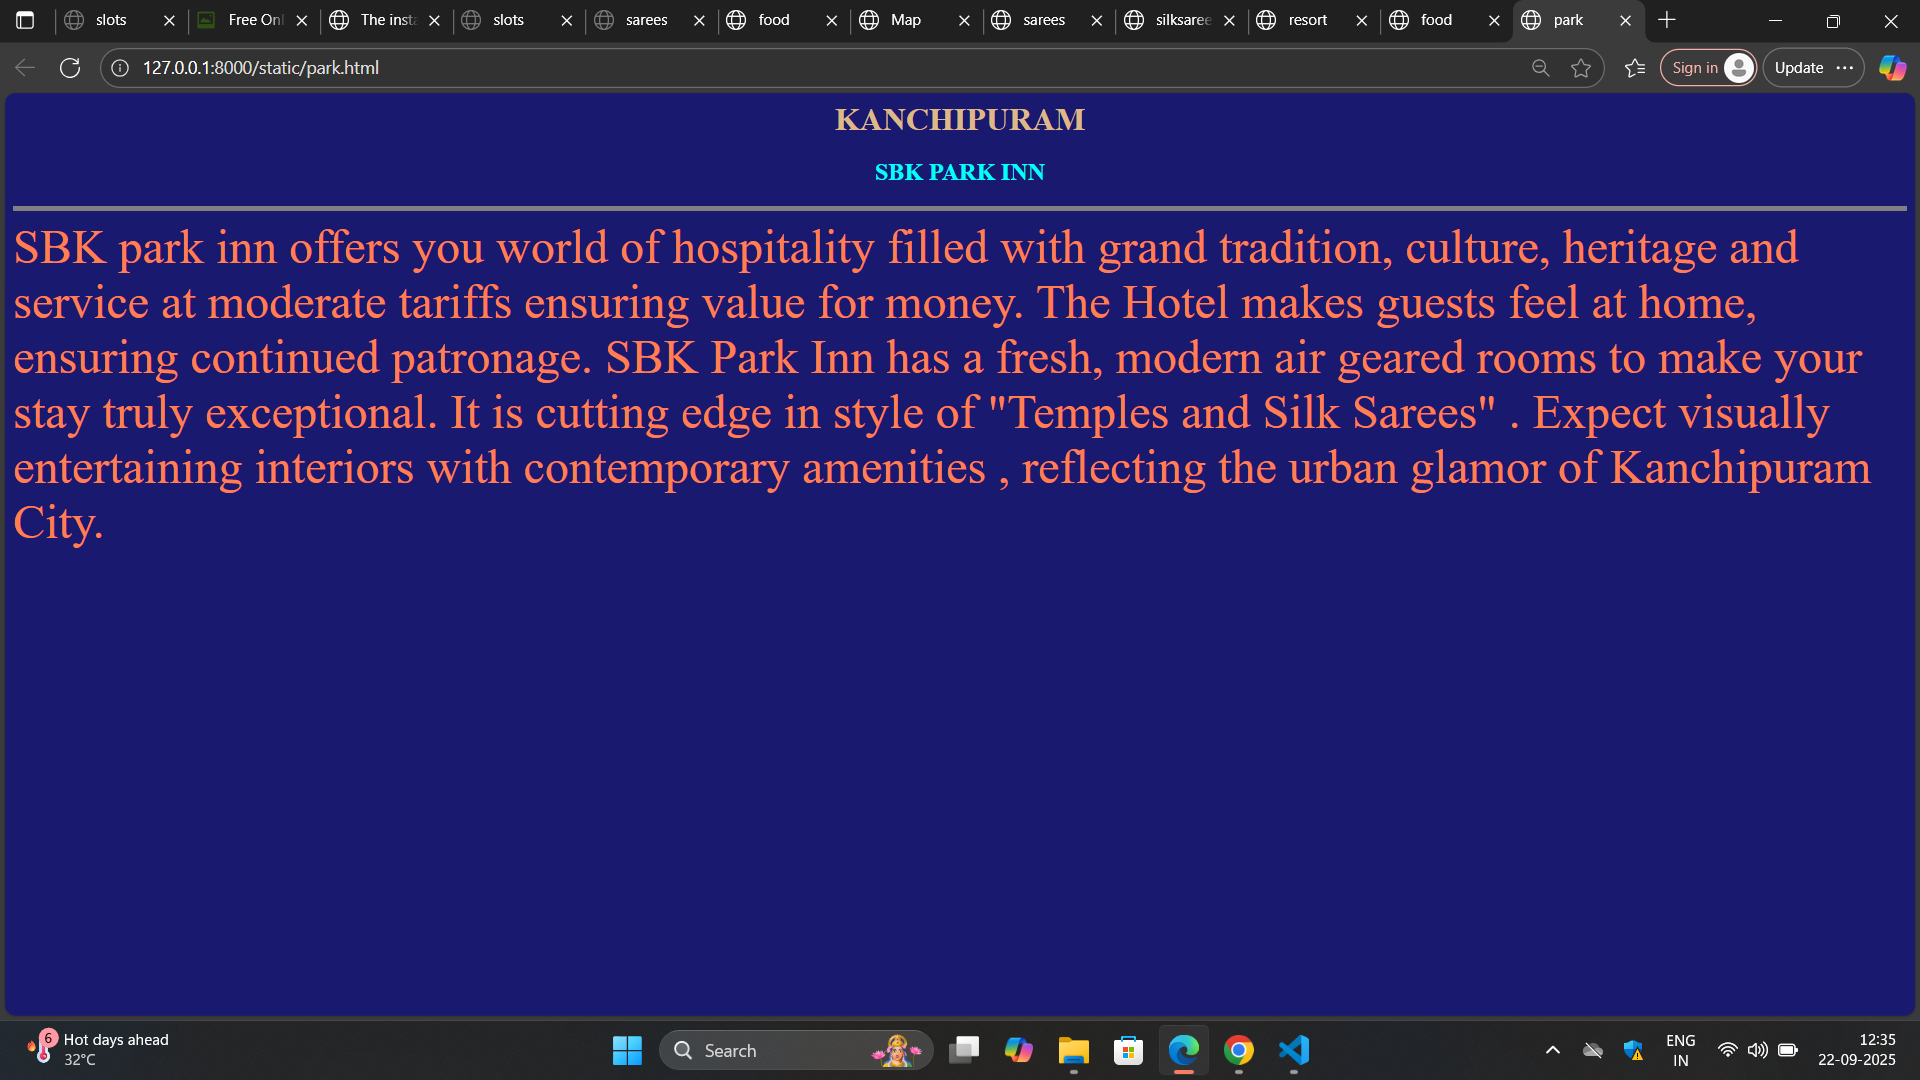 slots
Free Onl
The insta
slots
sarees
food
Map
sarees
silksaree
resort
food
park
127.0.0.1:8000/static/park.html
Sign in
Update
KANCHIPURAM
SBK PARK INN
SBK park inn offers you world of hospitality filled with grand tradition, culture, heritage and
service at moderate tariffs ensuring value for money. The Hotel makes guests feel at home,
ensuring continued patronage. SBK Park Inn has a fresh, modern air geared rooms to make your
stay truly exceptional. It is cutting edge in style of "Temples and Silk Sarees" . Expect visually
entertaining interiors with contemporary amenities , reflecting the urban glamor of Kanchipuram
City.
6
Hot days ahead
32°C
Search
ENG
IN
12:35
22-09-2025